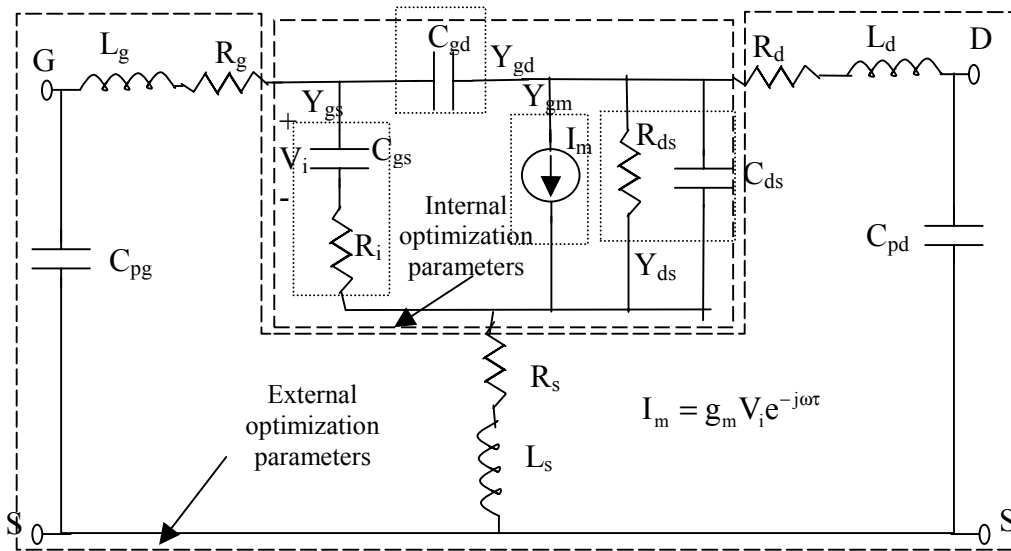 G
L_g
R_g
C_gd
Y_gd
R_d
L_d
D
Y_gs
Y_gm
+
V_i
-
C_gs
I_m
R_ds
C_ds
R_i
Internal
optimization
parameters
Y_ds
C_pg
C_pd
R_s
I_m = g_m V_i e^{-jωτ}
External
optimization
parameters
L_s
S
S